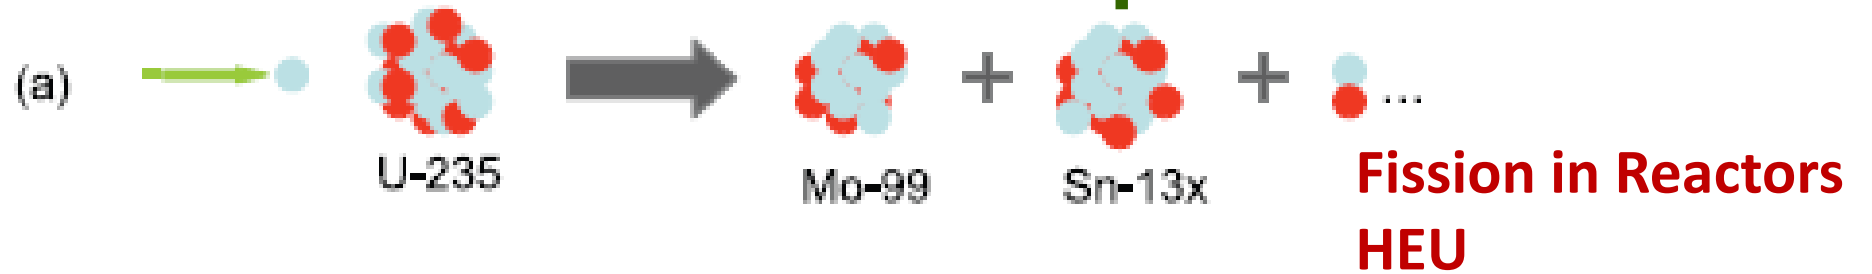 (a)
+ + ...
U-235
Mo-99
Sn-13x
Fission in Reactors
HEU